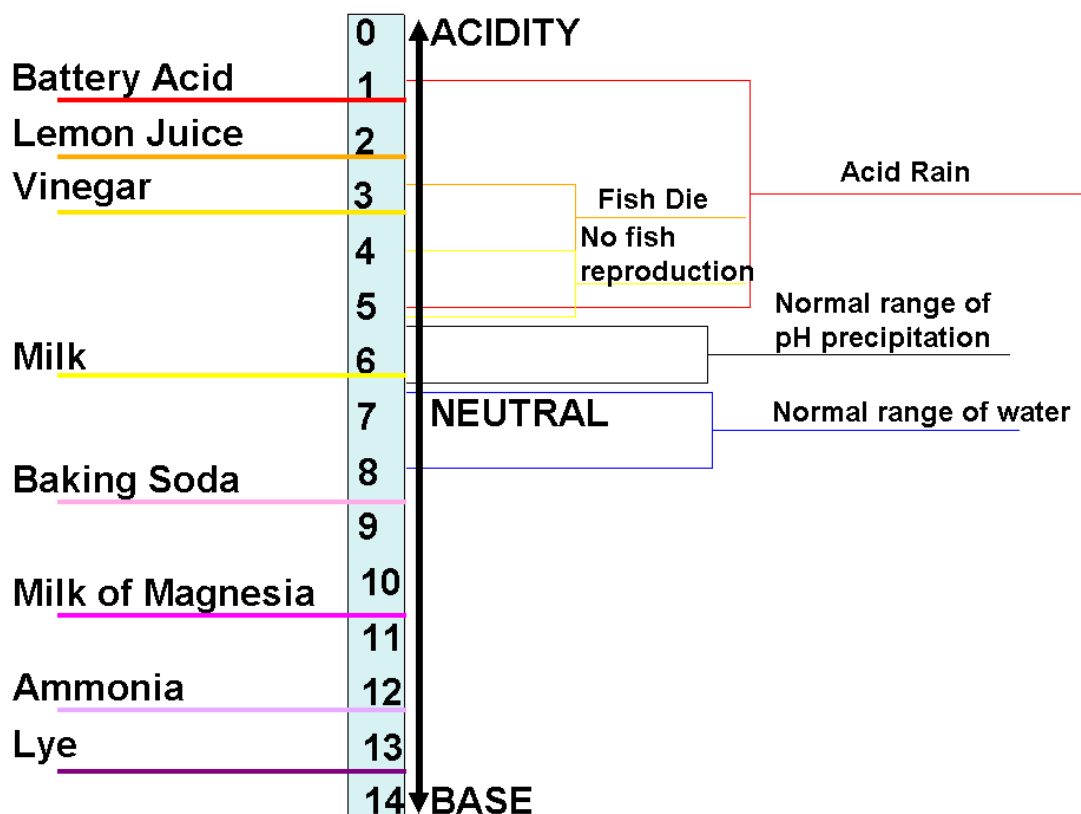 0 ACIDITY
Battery Acid 1
Lemon Juice 2
Vinegar 3
4
5
Milk 6
7 NEUTRAL
8
Baking Soda
9
10
Milk of Magnesia
11
Ammonia 12
Lye 13
14 BASE
Acid Rain
Fish Die
No fish
reproduction
Normal range of
pH precipitation
Normal range of water